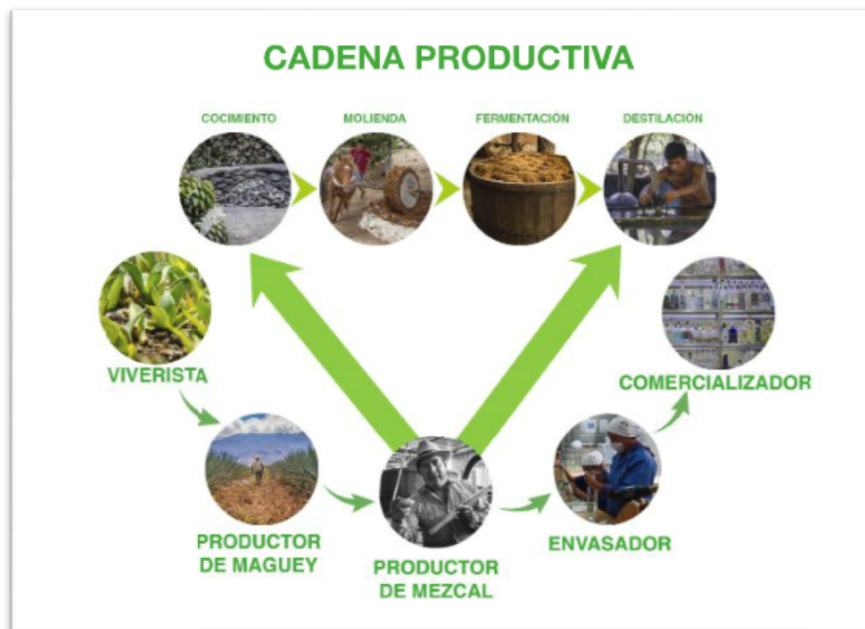 CADENA PRODUCTIVA
COCIMIENTO
MOLIENDA
FERMENTACIÓN
DESTILACIÓN
VIVERISTA
COMERCIALIZADOR
PRODUCTOR
DE MAGUEY
PRODUCTOR
DE MEZCAL
ENVASADOR